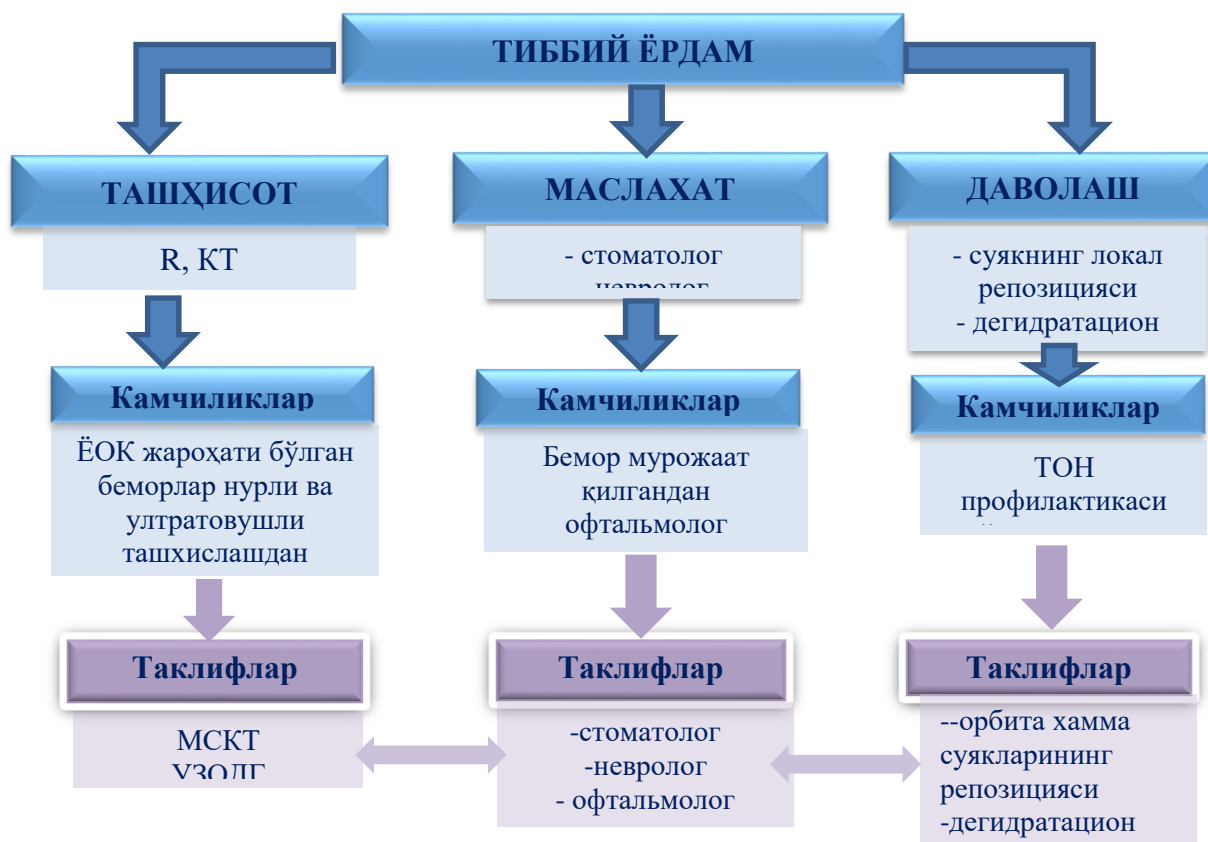 ТИББИЙ ЁРДАМ
ТАШҲИСОТ
R, КТ
Камчиликлар
ЁОК жароҳати бўлган
беморлар нурли ва
ултратовушли
ташхислашдан
Таклифлар
МСКТ
УЗОЛГ
МАСЛАХАТ
- стоматолог
невролог
Камчиликлар
Бемор мурожаат
қилгандан
офтальмолог
Таклифлар
-стоматолог
-невролог
- офтальмолог
ДАВОЛАШ
- суякнинг локал
репозицияси
- дегидратацион
Камчиликлар
ТОН
профилактикаси
Таклифлар
--орбита хамма
суякларининг
репозицияси
-дегидратацион